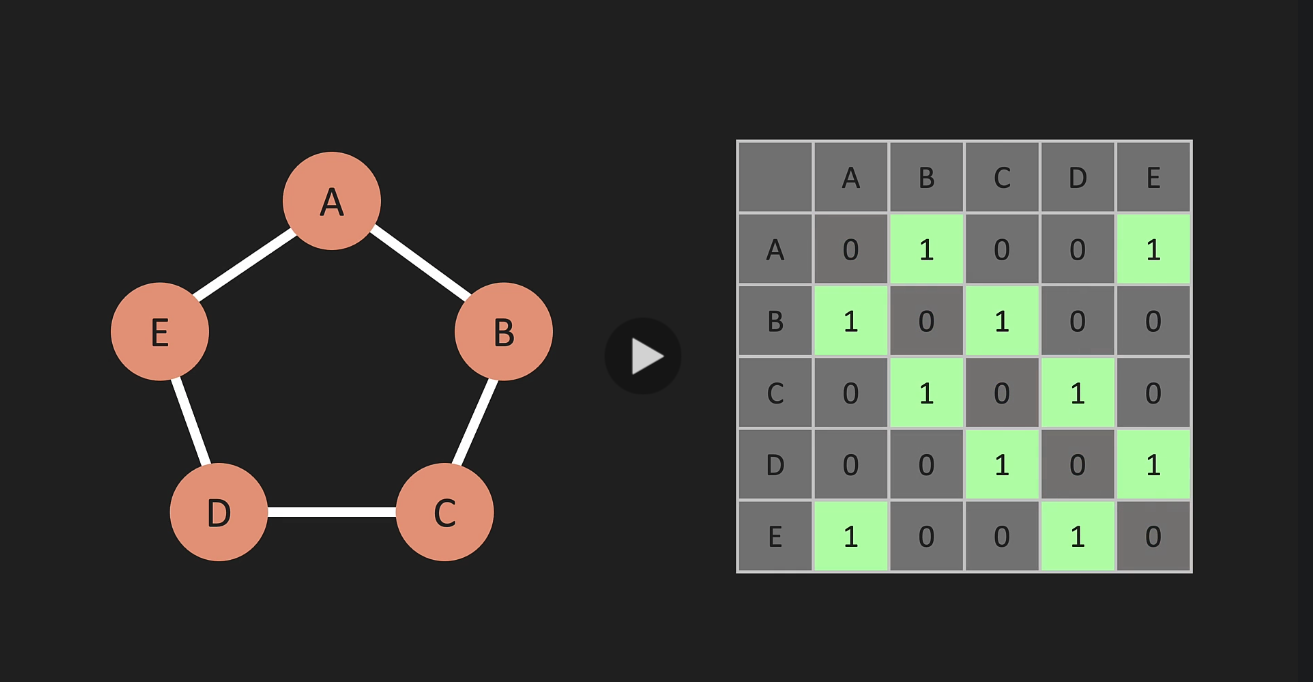 A
E
B
D
C
A B C D E
A 0 1 0 0 1
B 1 0 1 0 0
C 0 1 0 1 0
D 0 0 1 0 1
E 1 0 0 1 0